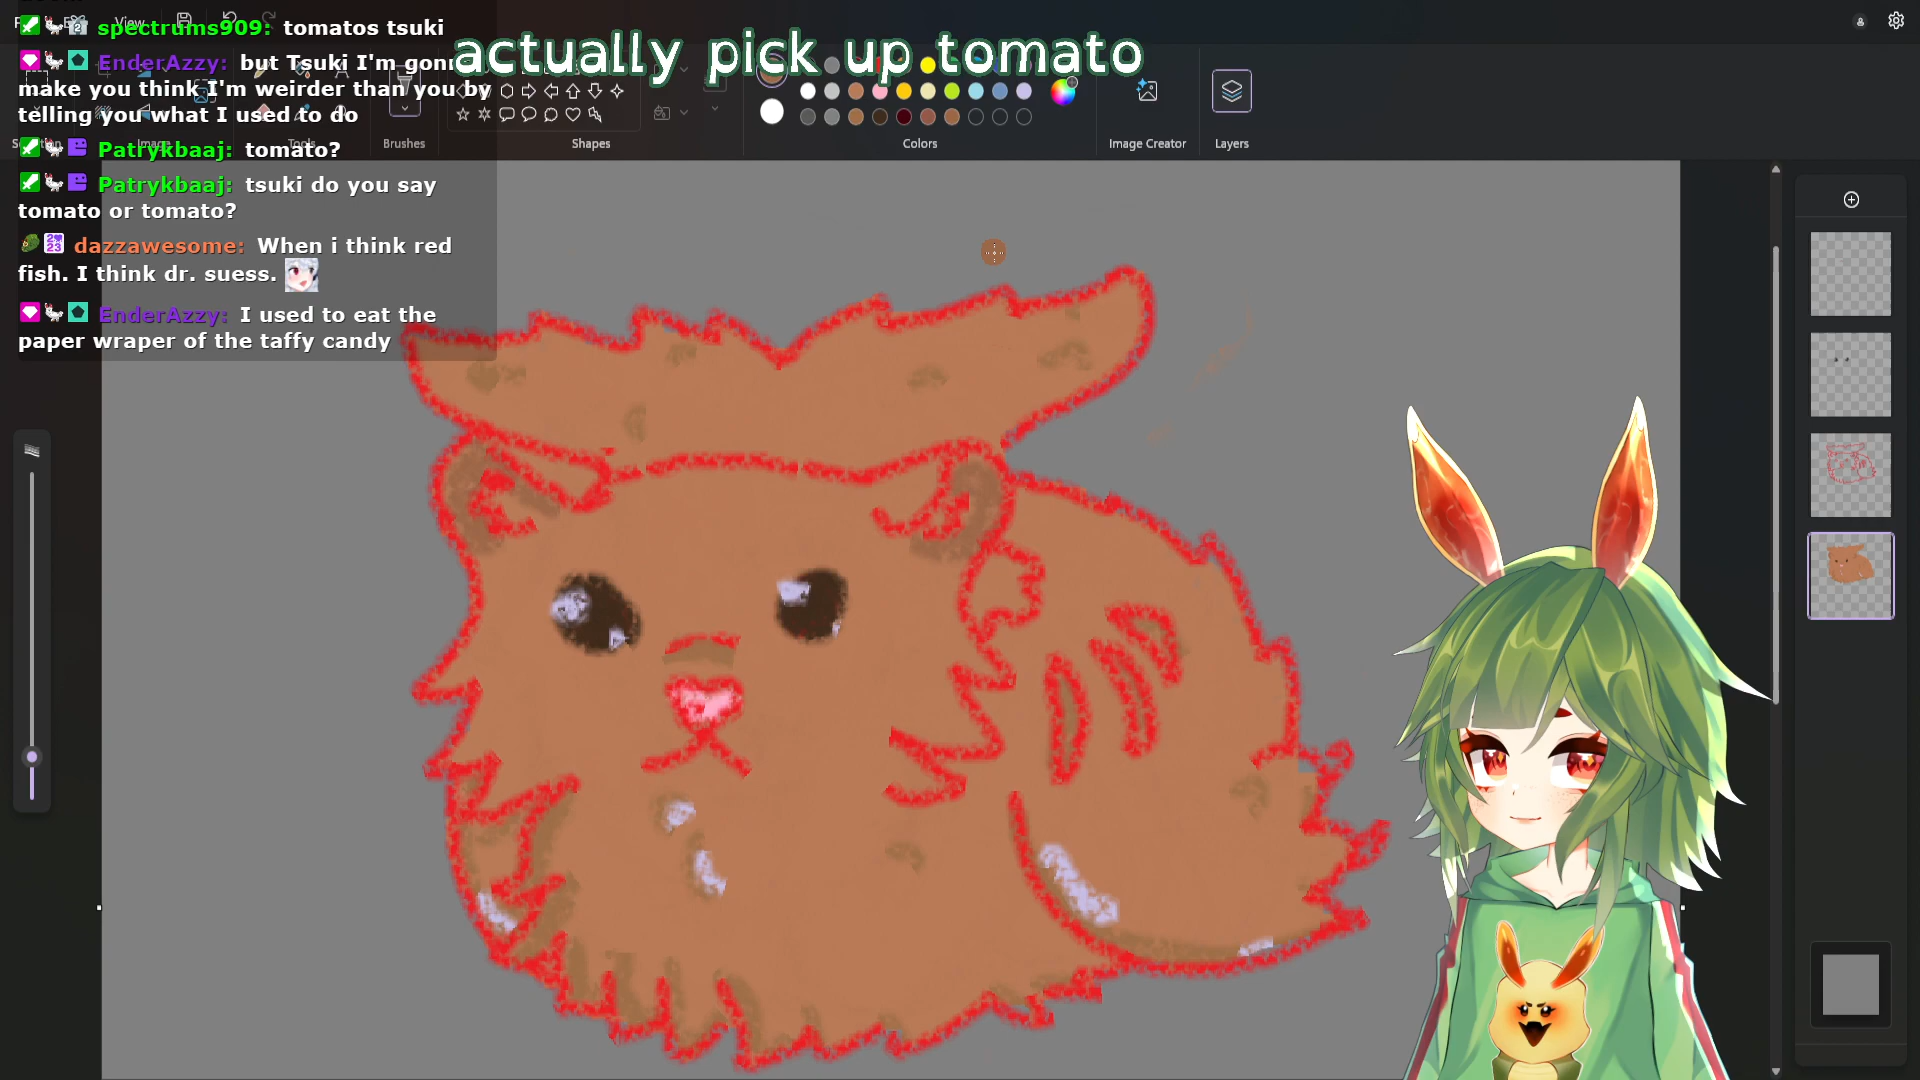 View
spectrums909: tomatos tsuki
actually pick up tomato
EnderAzzy: but Tsuki I'm gonn
make you think I'm weirder than you by
telling you what I used to do
Patrykbaaj: tomato?
Brushes
Shapes
Colors
Image Creator
Layers
Patrykbaaj: tsuki do you say
tomato or tomato?
dazzawesome: When i think red
fish. I think dr. suess.
EnderAzzy: I used to eat the
paper wraper of the taffy candy